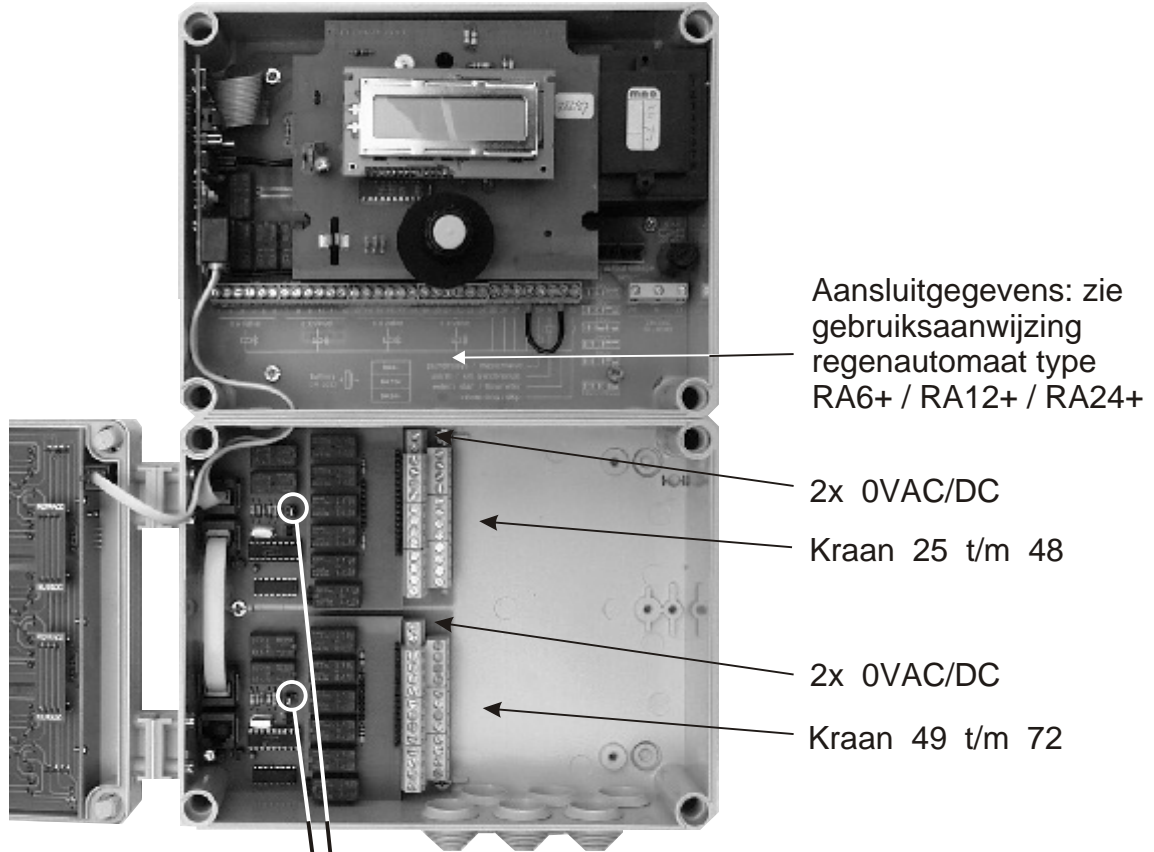 Aansluitgegevens: zie
gebruiksaanwijzing
regenautomaat type
RA6+ / RA12+ / RA24+
2x 0VAC/DC
Kraan 25 t/m 48
2x 0VAC/DC
Kraan 49 t/m 72